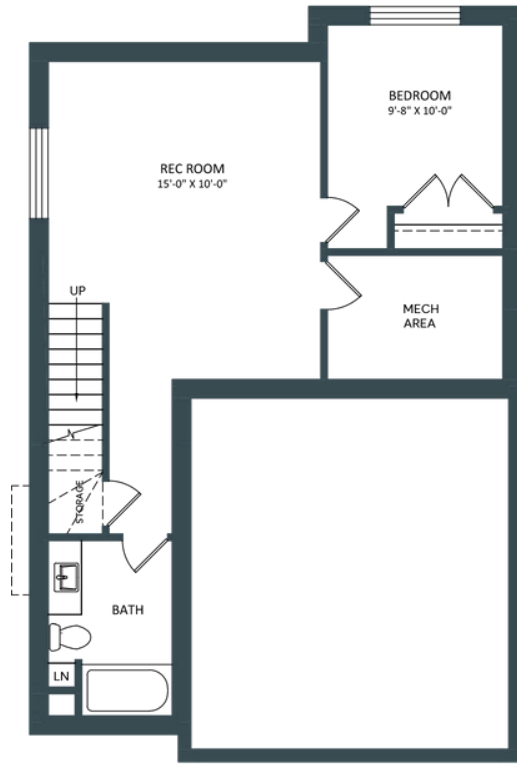 BEDROOM
9'-8" X 10'-0"
REC ROOM
15'-0" X 10'-0"
UP
MECH
AREA
STORAGE
BATH
LN